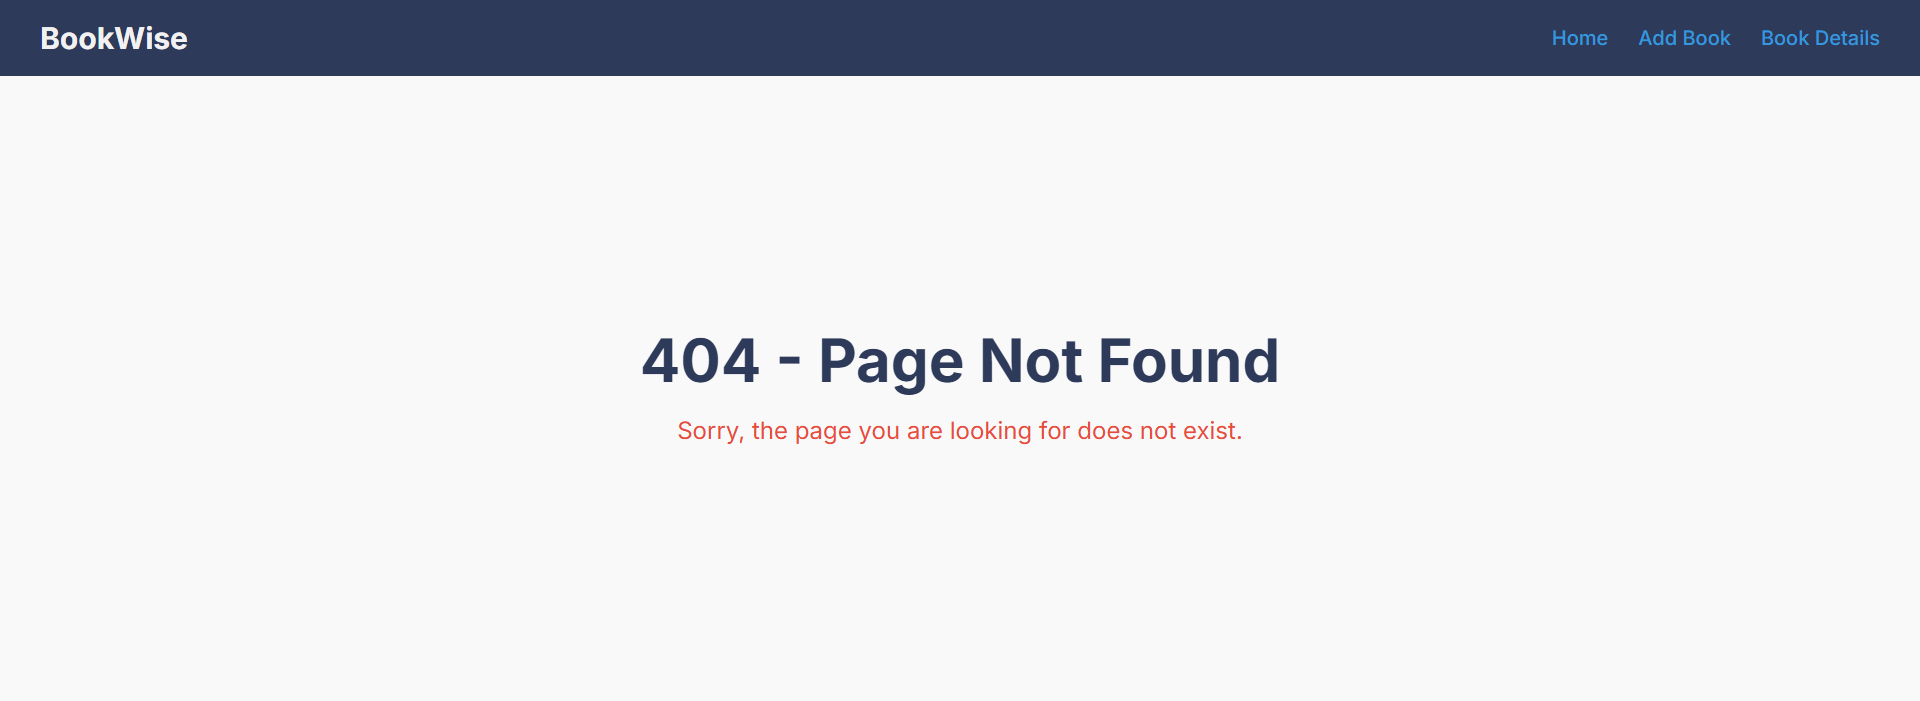 BookWise
Home Add Book Book Details
404 - Page Not Found
Sorry, the page you are looking for does not exist.